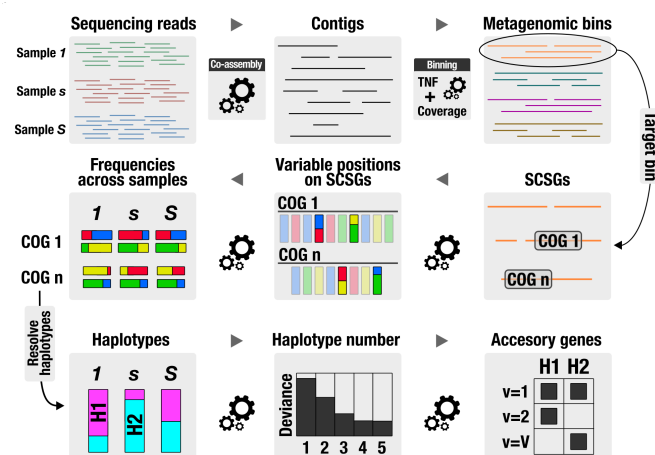 Sequencing reads
Contigs
Metagenomic bins
Sample 1
Sample s
Sample S
Co-assembly
Binning
TNF
+
Coverage
Target bin
Frequencies
across samples
Variable positions
on SCSGs
SCSGs
1 s S
COG 1
COG n
COG 1
COG n
COG 1
COG n
Resolve
haplotypes
Haplotypes
Haplotype number
Accesory genes
1 s S
H1
H2
Deviance
1 2 3 4 5
H1 H2
v=1
v=2
v=V